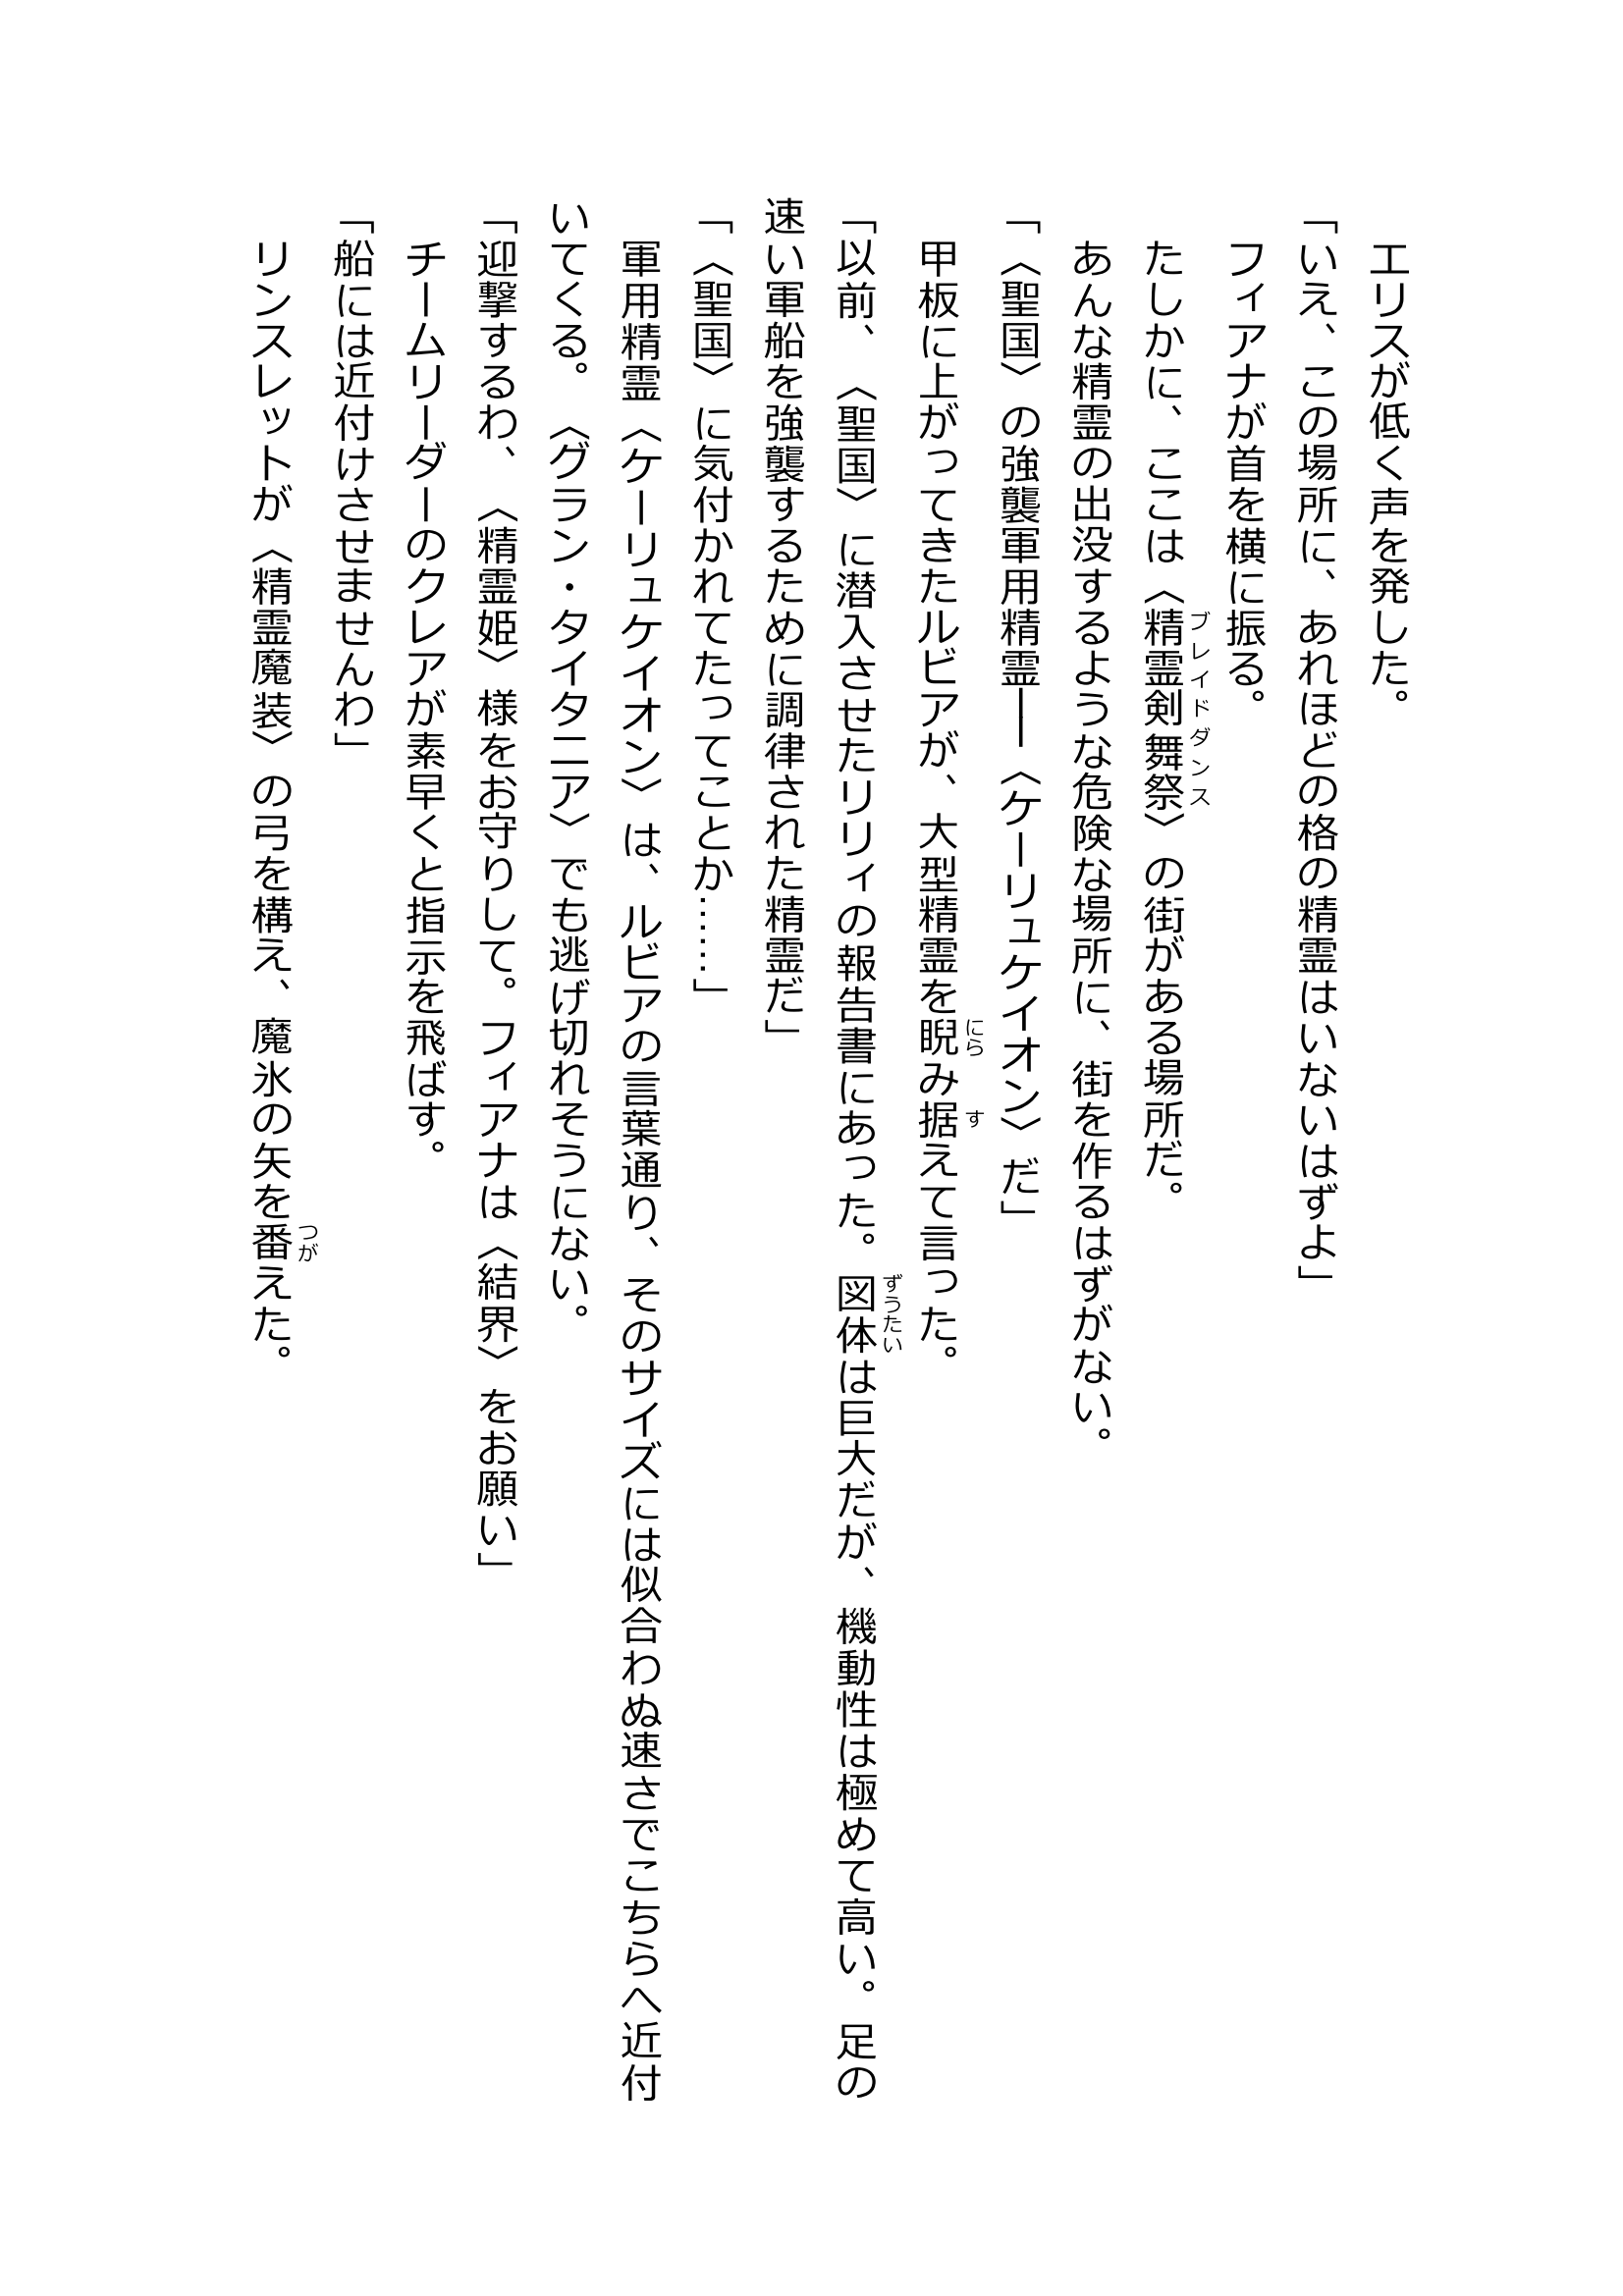 エリスが低く声を発した。
「いえ、この場所に、あれほどの格の精霊はいないはずよ」
フィアナが首を横に振る。
たしかに、ここは〈精霊剣舞祭〉の街がある場所だ。
ブレイドダンス
あんな精霊の出没するような危険な場所に、街を作るはずがない。
「〈聖国〉の強襲軍用精霊――〈ケーリュケイオン〉だ」
甲板に上がってきたルビアが、大型精霊を睨み据えて言った。
にら す
「以前、〈聖国〉に潜入させたリリィの報告書にあった。図体は巨大だが、機動性は極めて高い。足の
ずうたい
速い軍船を強襲するために調律された精霊だ」
「〈聖国〉に気付かれてたってことか……」
軍用精霊〈ケーリュケイオン〉は、ルビアの言葉通り、そのサイズには似合わぬ速さでこちらへ近付
いてくる。〈グラン・タイタニア〉でも逃げ切れそうにない。
「迎撃するわ、〈精霊姫〉様をお守りして。フィアナは〈結界〉をお願い」
チームリーダーのクレアが素早くと指示を飛ばす。
「船には近付けさせませんわ」
リンスレットが〈精霊魔装〉の弓を構え、魔氷の矢を番えた。
つが